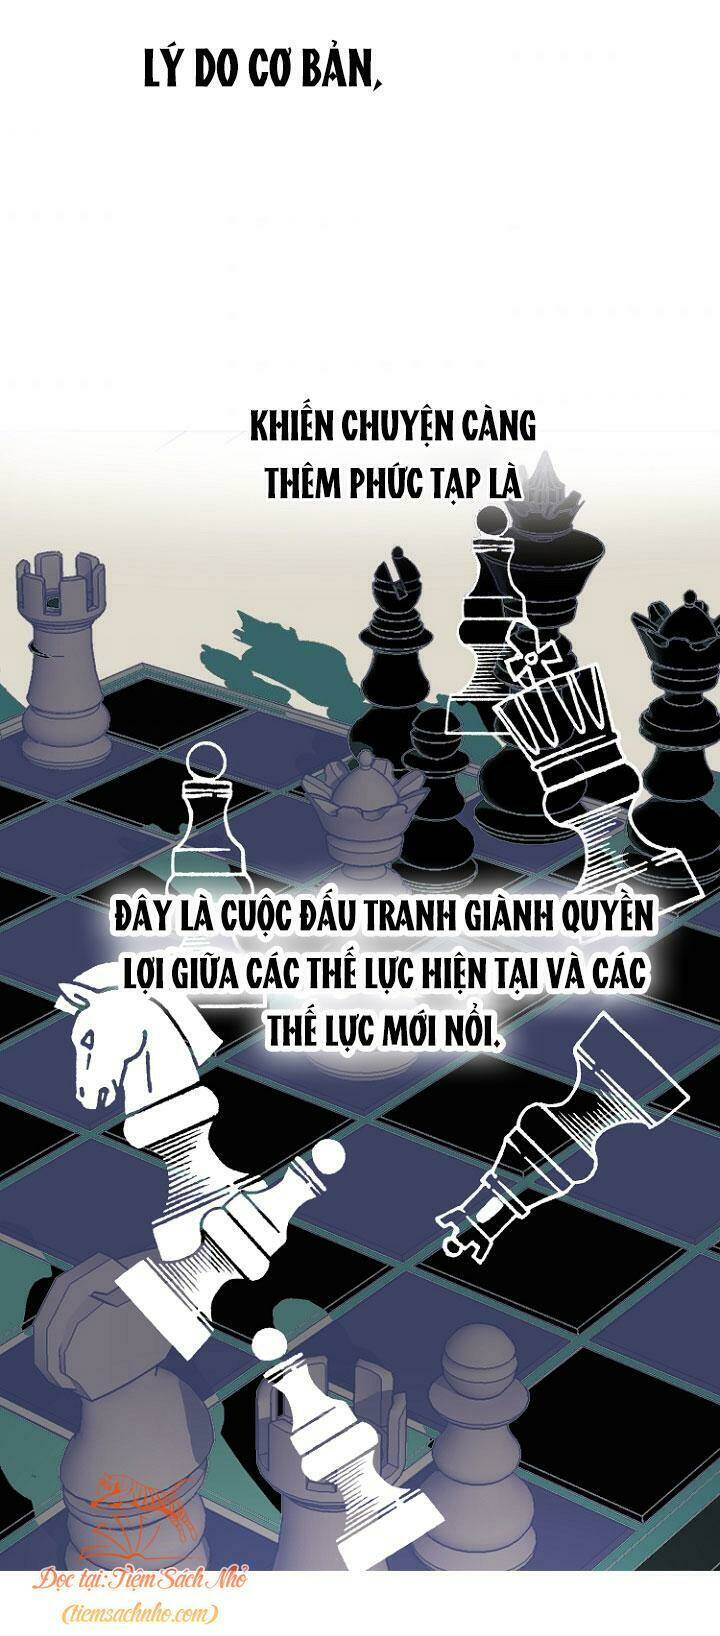 LÝ DO CƠ BẢN,
KHIẾN CHUYỆN CÀNG
THÊM PHỨC TẠP LÀ
ĐÂY LÀ CUỘC ĐẤU TRANH GIÀNH QUYỀN
LỢI GIỮA CÁC THẾ LỰC HIỆN TẠI VÀ CÁC
THẾ LỰC MỚI NỔI.
Đọc tại: Tiệm Sách Nhỏ
(tiemsachnho.com)